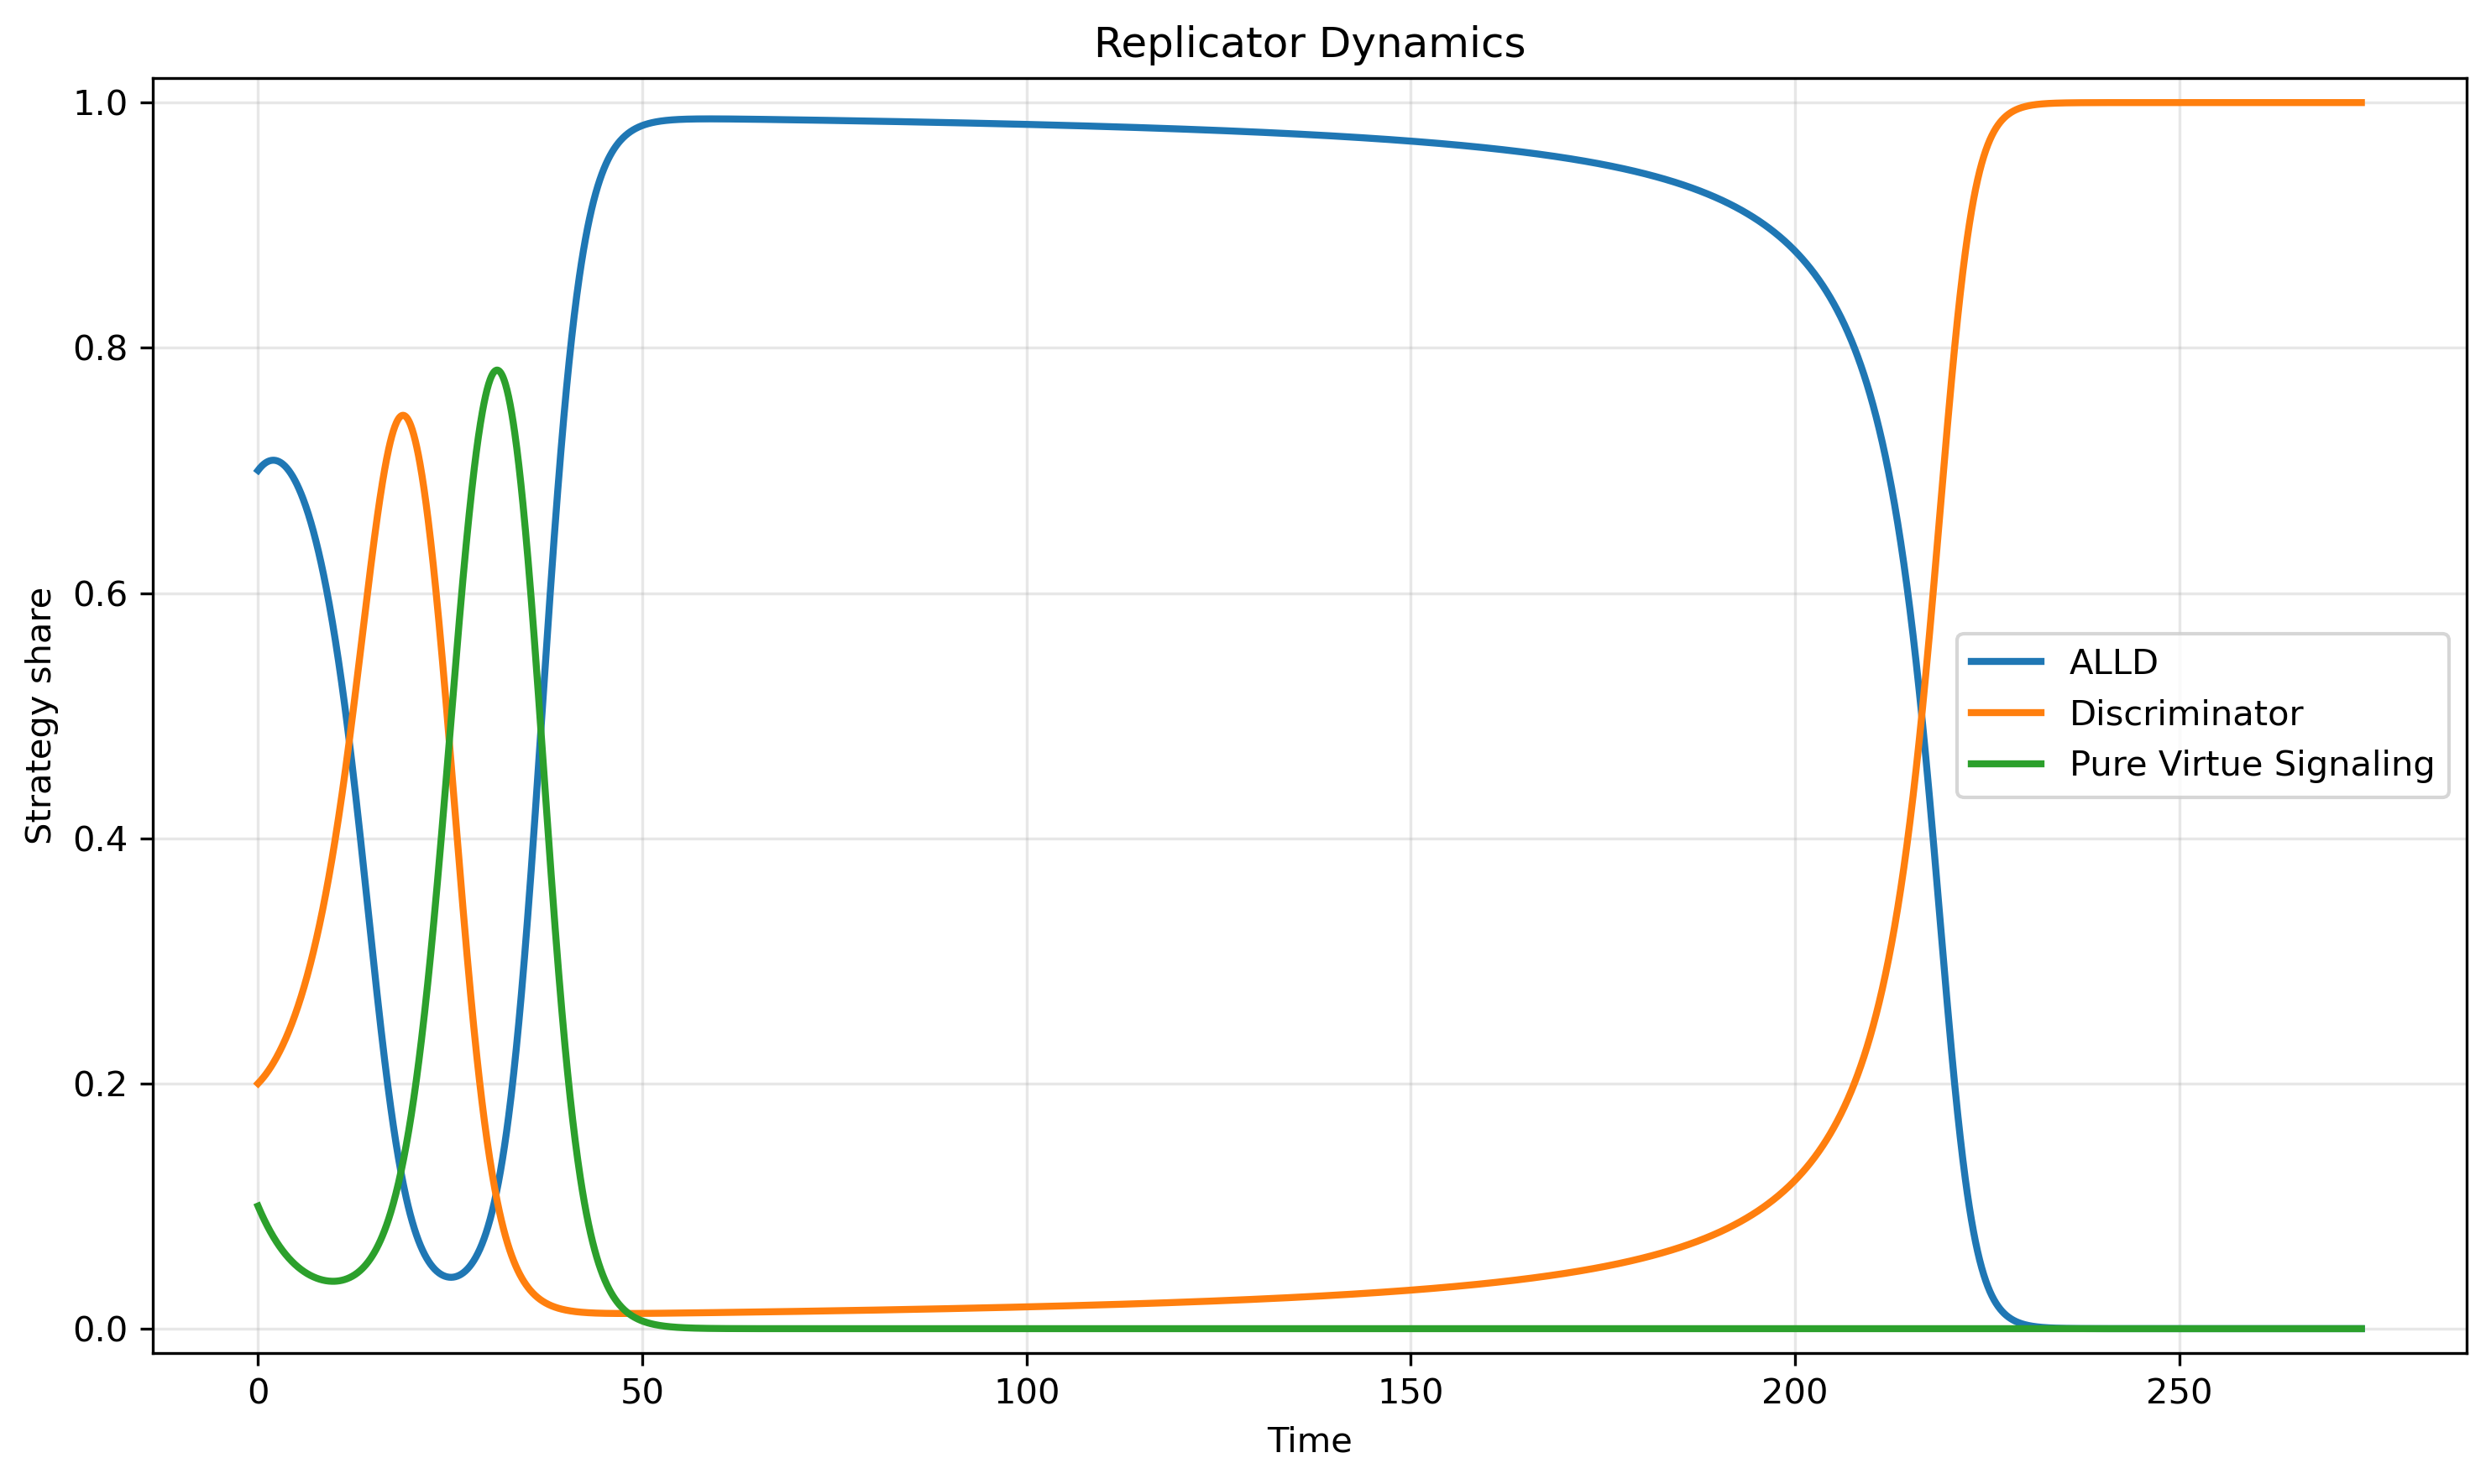 Replicator Dynamics
Strategy share
1.0
0.8
0.6
0.4
0.2
0.0
ALLD
Discriminator
Pure Virtue Signaling
0
50
100
150
200
250
Time